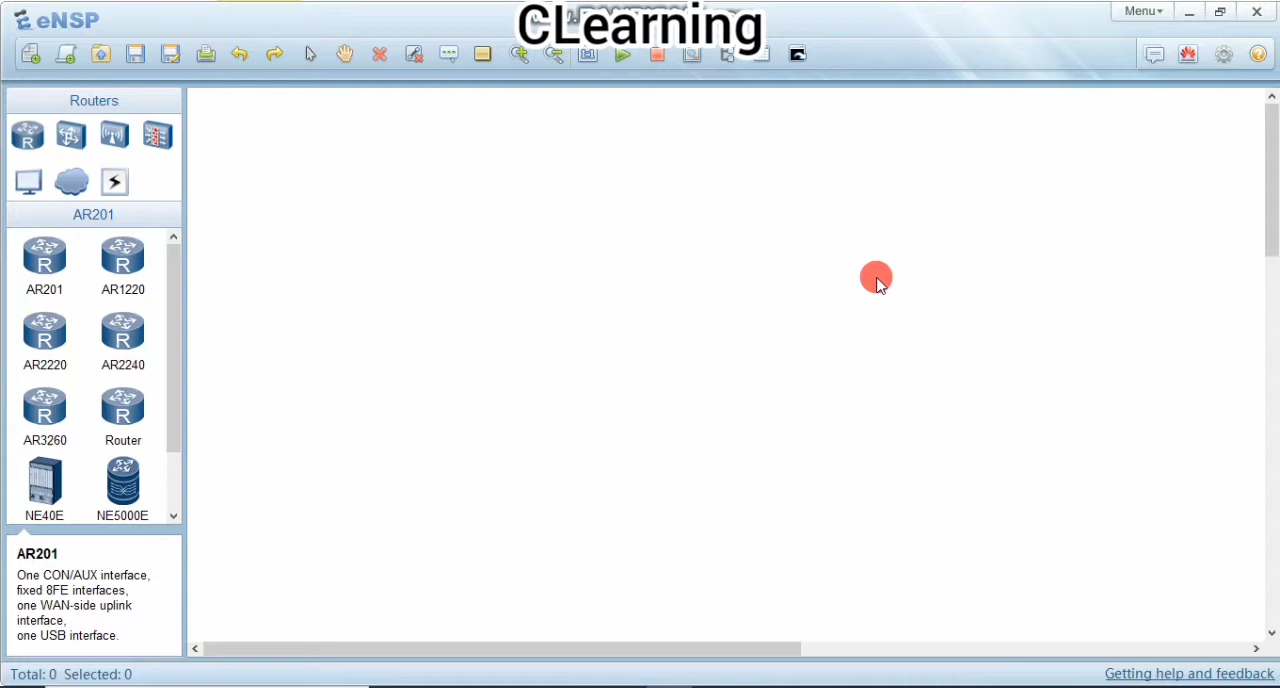 eNSP
CLearning
Menu
Routers
AR201
AR201
AR1220
AR2220
AR2240
AR3260
Router
NE40E
NE5000E
AR201
One CON/AUX interface,
fixed 8FE interfaces,
one WAN-side uplink
interface,
one USB interface.
Total: 0 Selected: 0
Getting help and feedback